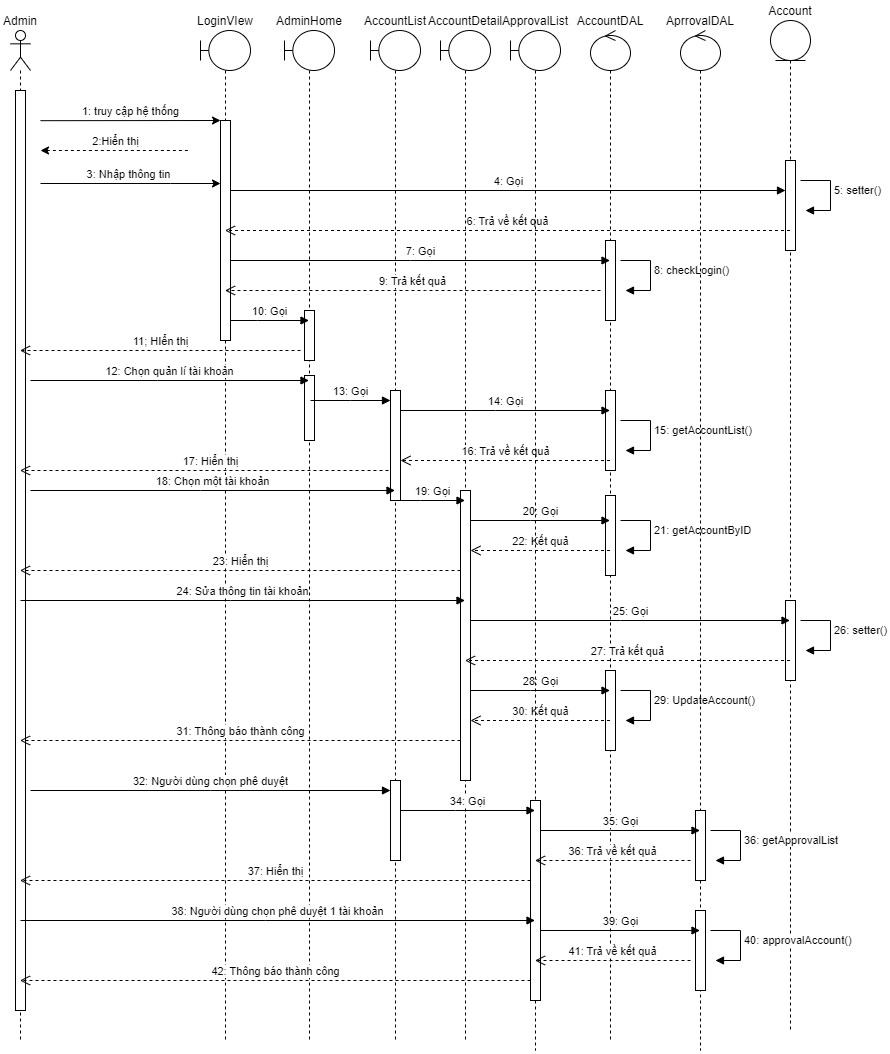 Account
Admin
LoginVIew
AdminHome
AccountList
AccountDetail
ApprovalList
AccountDAL
AprrovalDAL
1: truy cập hệ thống
2:Hiển thị
3: Nhập thông tin
4: Gọi
5: setter()
6: Trả về kết quả
7: Gọi
8: checkLogin()
9: Trả kết quả
10: Gọi
11; HIển thị
12: Chọn quản lí tài khoản
13: Gọi
14: Gọi
15: getAccountList()
16: Trả về kết quả
17: Hiển thị
18: Chọn một tài khoản
19: Gọi
20: Gọi
21: getAccountByID
22: Kết quả
23: Hiển thị
24: Sửa thông tin tài khoản
25: Gọi
26: setter()
27: Trả kết quả
28: Gọi
29: UpdateAccount()
30: Kết quả
31: Thông báo thành công
32: Người dùng chọn phê duyệt
34: Gọi
35: Gọi
36: getApprovalList
36: Trả về kết quả
37: Hiển thị
38: Người dùng chọn phê duyệt 1 tài khoản
39: Gọi
40: approvalAccount()
41: Trả về kết quả
42: Thông báo thành công